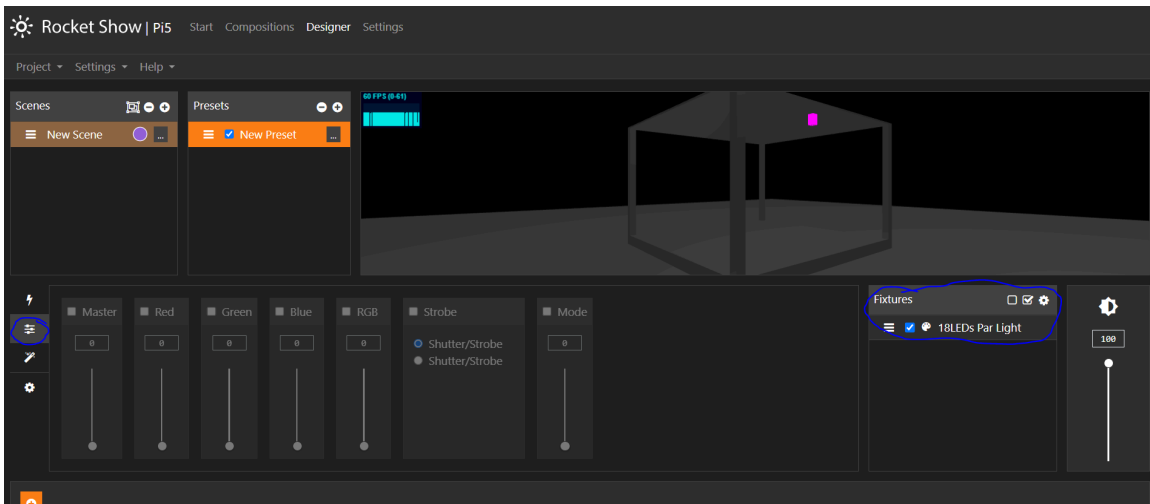 Rocket Show | Pi5 Start Compositions Designer Settings
Project Settings Help
Scenes
Presets
60 FPS (0-61)
New Scene ...
New Preset ...
Master Red Green Blue RGB Strobe Mode
0 0 0 0 0 0
Shutter/Strobe
Shutter/Strobe
Fixtures
18LEDs Par Light
100